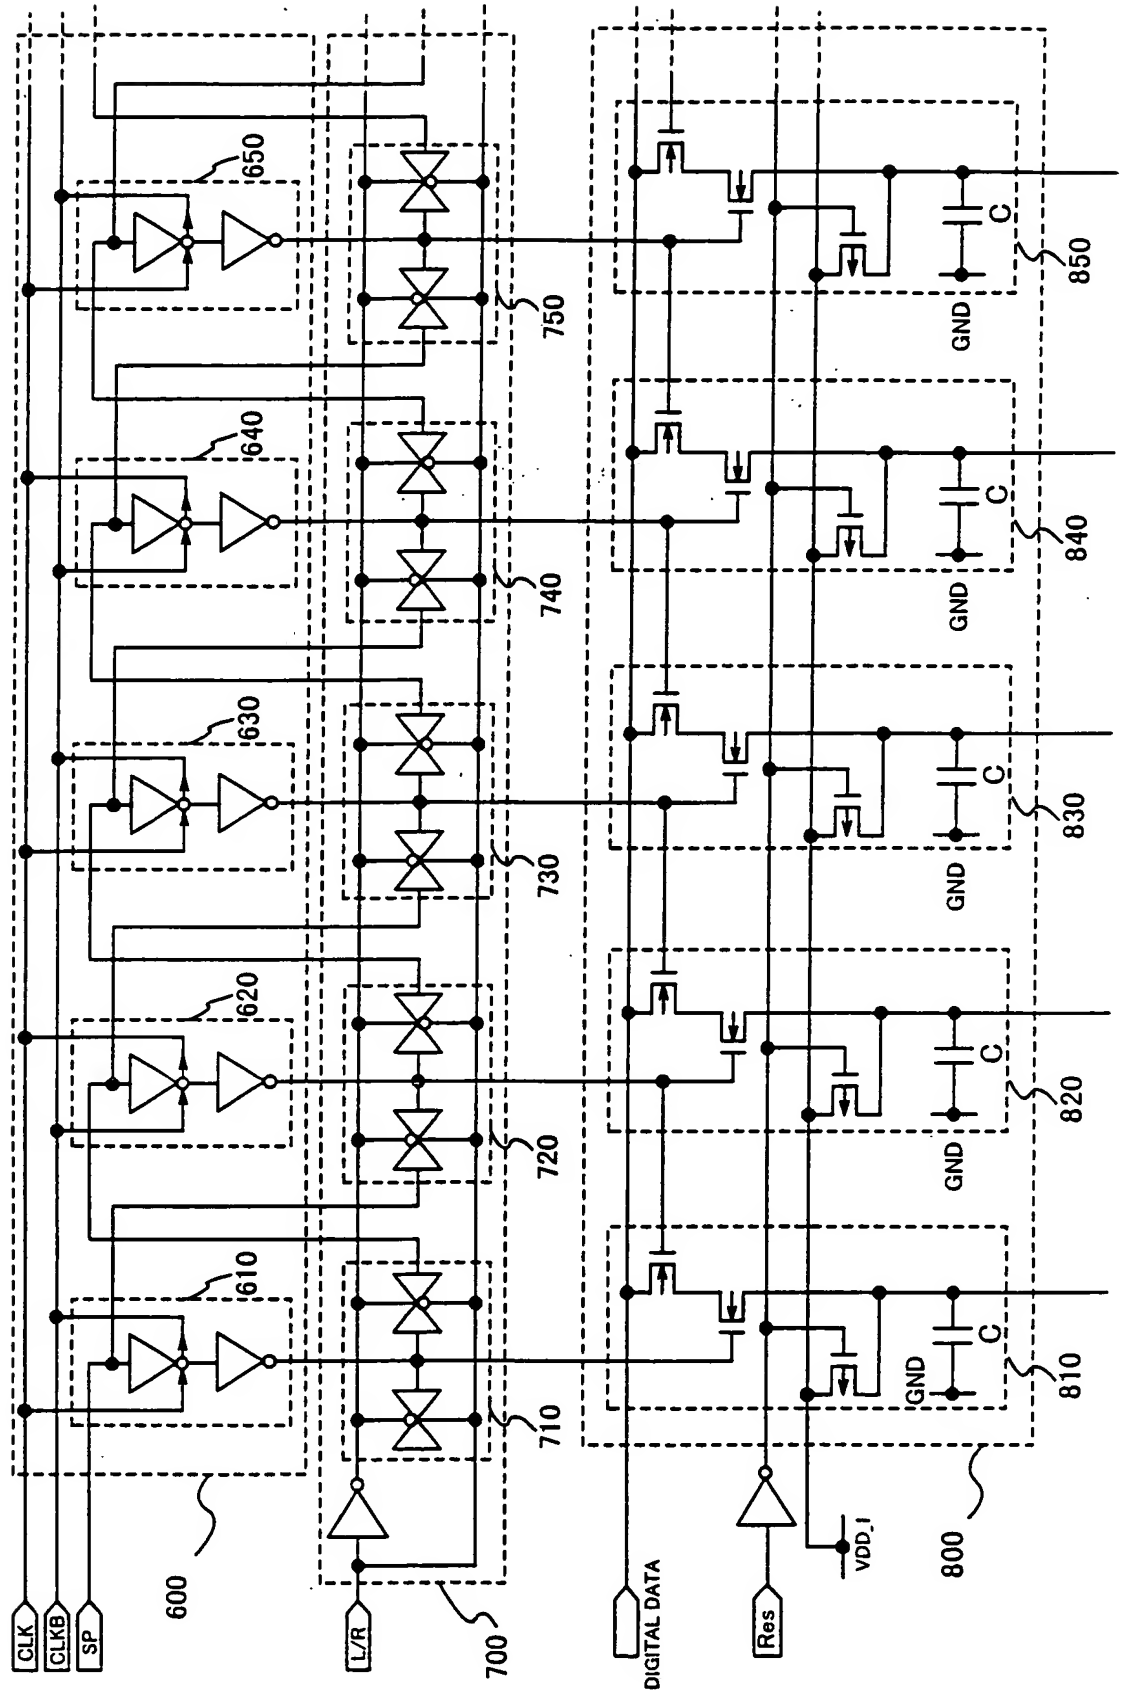 CLK
CLKB
SP
600
610
620
630
640
650
L/R
700
710
720
730
740
750
DIGITAL DATA
Res
VDD_I
800
GND
C
810
GND
C
820
GND
C
830
GND
C
840
GND
C
850